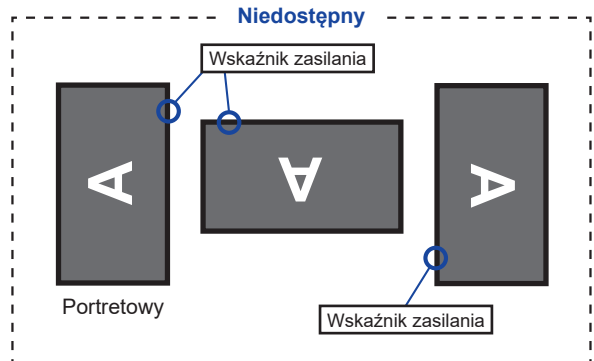 Niedostępny
Wskaźnik zasilania
A
A
A
Portretowy
Wskaźnik zasilania